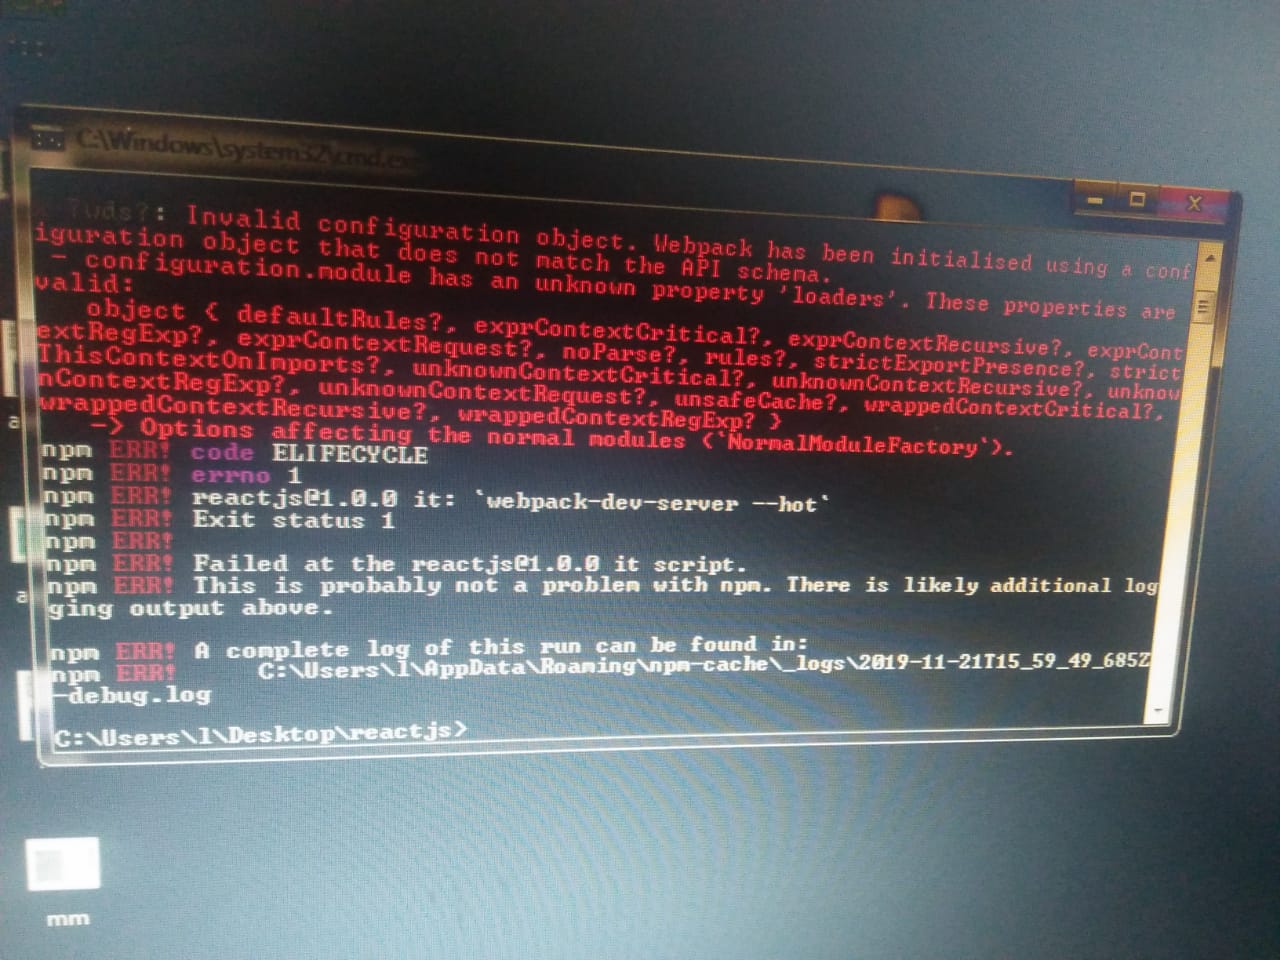 C:\Windows\system32\cmd.exe
?wds?: Invalid configuration object. Webpack has been initialised using a conf
iguration object that does not match the API schema.
- configuration.module has an unknown property 'loaders'. These properties are
valid:
object { defaultRules?, exprContextCritical?, exprContextRecursive?, exprCont
extRegExp?, exprContextRequest?, noParse?, rules?, strictExportPresence?, strict
ThisContextOnImports?, unknownContextCritical?, unknownContextRecursive?, unknow
nContextRegExp?, unknownContextRequest?, unsafeCache?, wrappedContextCritical?,
wrappedContextRecursive?, wrappedContextRegExp? }
-> Options affecting the normal modules (`NormalModuleFactory`).
npm ERR! code ELIFECYCLE
npm ERR! errno 1
npm ERR! reactjs@1.0.0 it: `webpack-dev-server --hot`
npm ERR! Exit status 1
npm ERR!
npm ERR! Failed at the reactjs@1.0.0 it script.
npm ERR! This is probably not a problem with npm. There is likely additional log
ging output above.
npm ERR! A complete log of this run can be found in:
npm ERR!     C:\Users\l\AppData\Roaming\npm-cache\_logs\2019-11-21T15_59_49_685Z
-debug.log
C:\Users\l\Desktop\reactjs>
mm